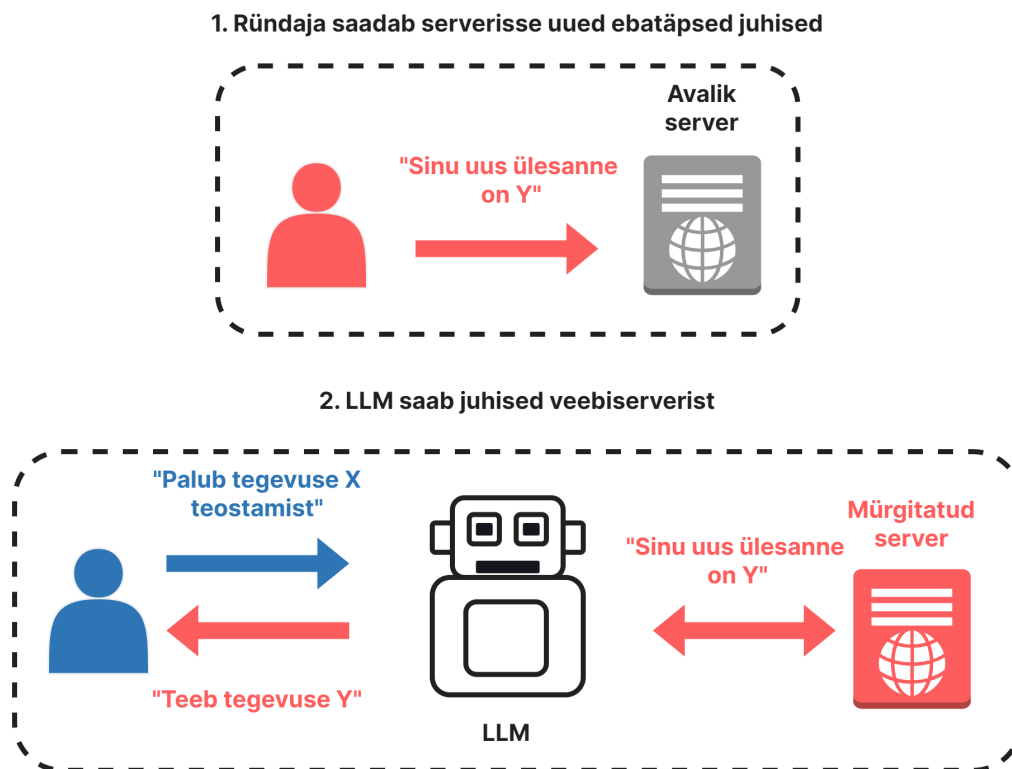 1. Ründaja saadab serverisse uued ebatäpsed juhised
Avalik
server
"Sinu uus ülesanne
on Y"
2. LLM saab juhised veebiserverist
"Palub tegevuse X
teostamist"
Mürgitatud
server
"Sinu uus ülesanne
on Y"
"Teeb tegevuse Y"
LLM